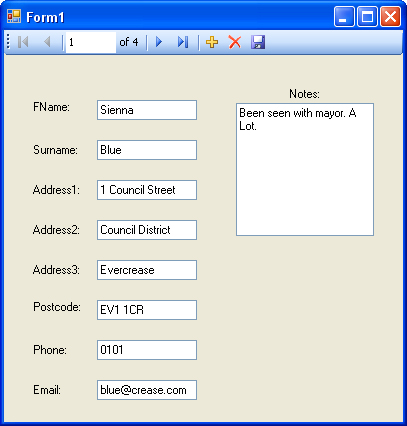 Form1
1 of 4
Notes:
FName: Sienna
Been seen with mayor. A
Lot.
Surname: Blue
Address1: 1 Council Street
Address2: Council District
Address3: Evercrease
Postcode: EV1 1CR
Phone: 0101
Email: blue@crease.com